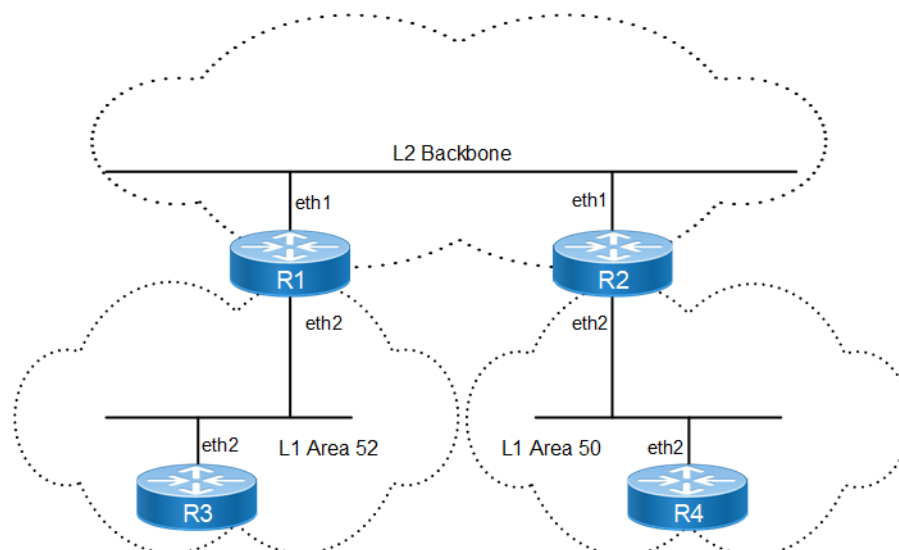 L2 Backbone
eth1
eth1
R1
R2
eth2
eth2
eth2
L1 Area 52
L1 Area 50
eth2
R3
R4